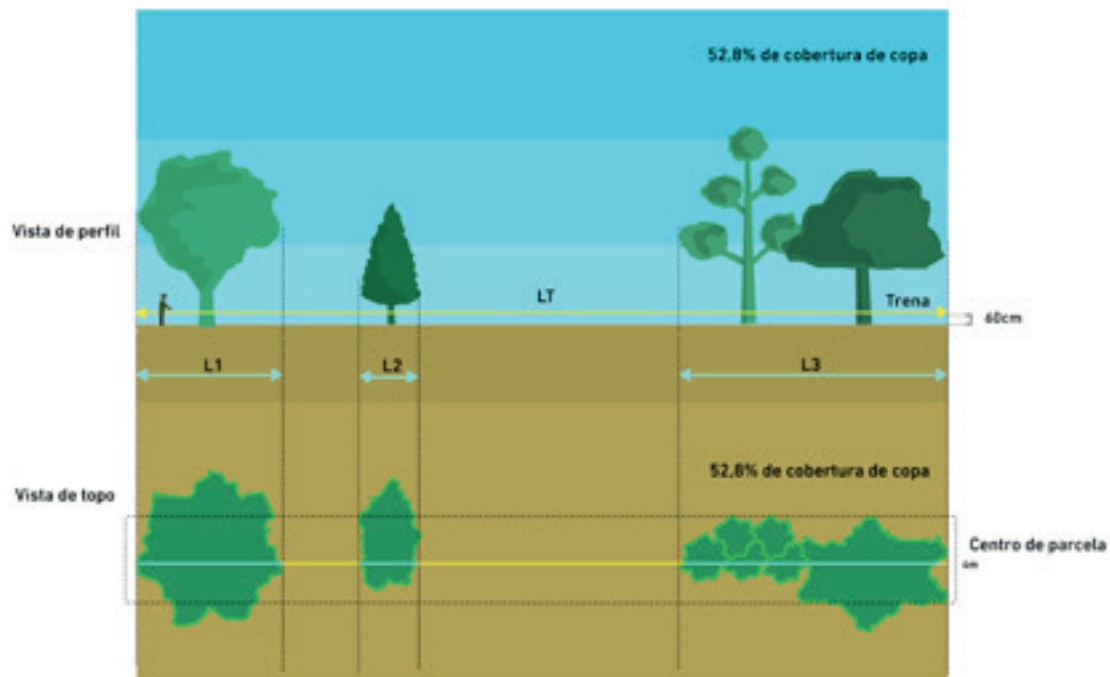 52,8% de cobertura de copa
Vista de perfil
LT
Trena
60cm
L1
L2
L3
52,8% de cobertura de copa
Vista de topo
Centro de parcela